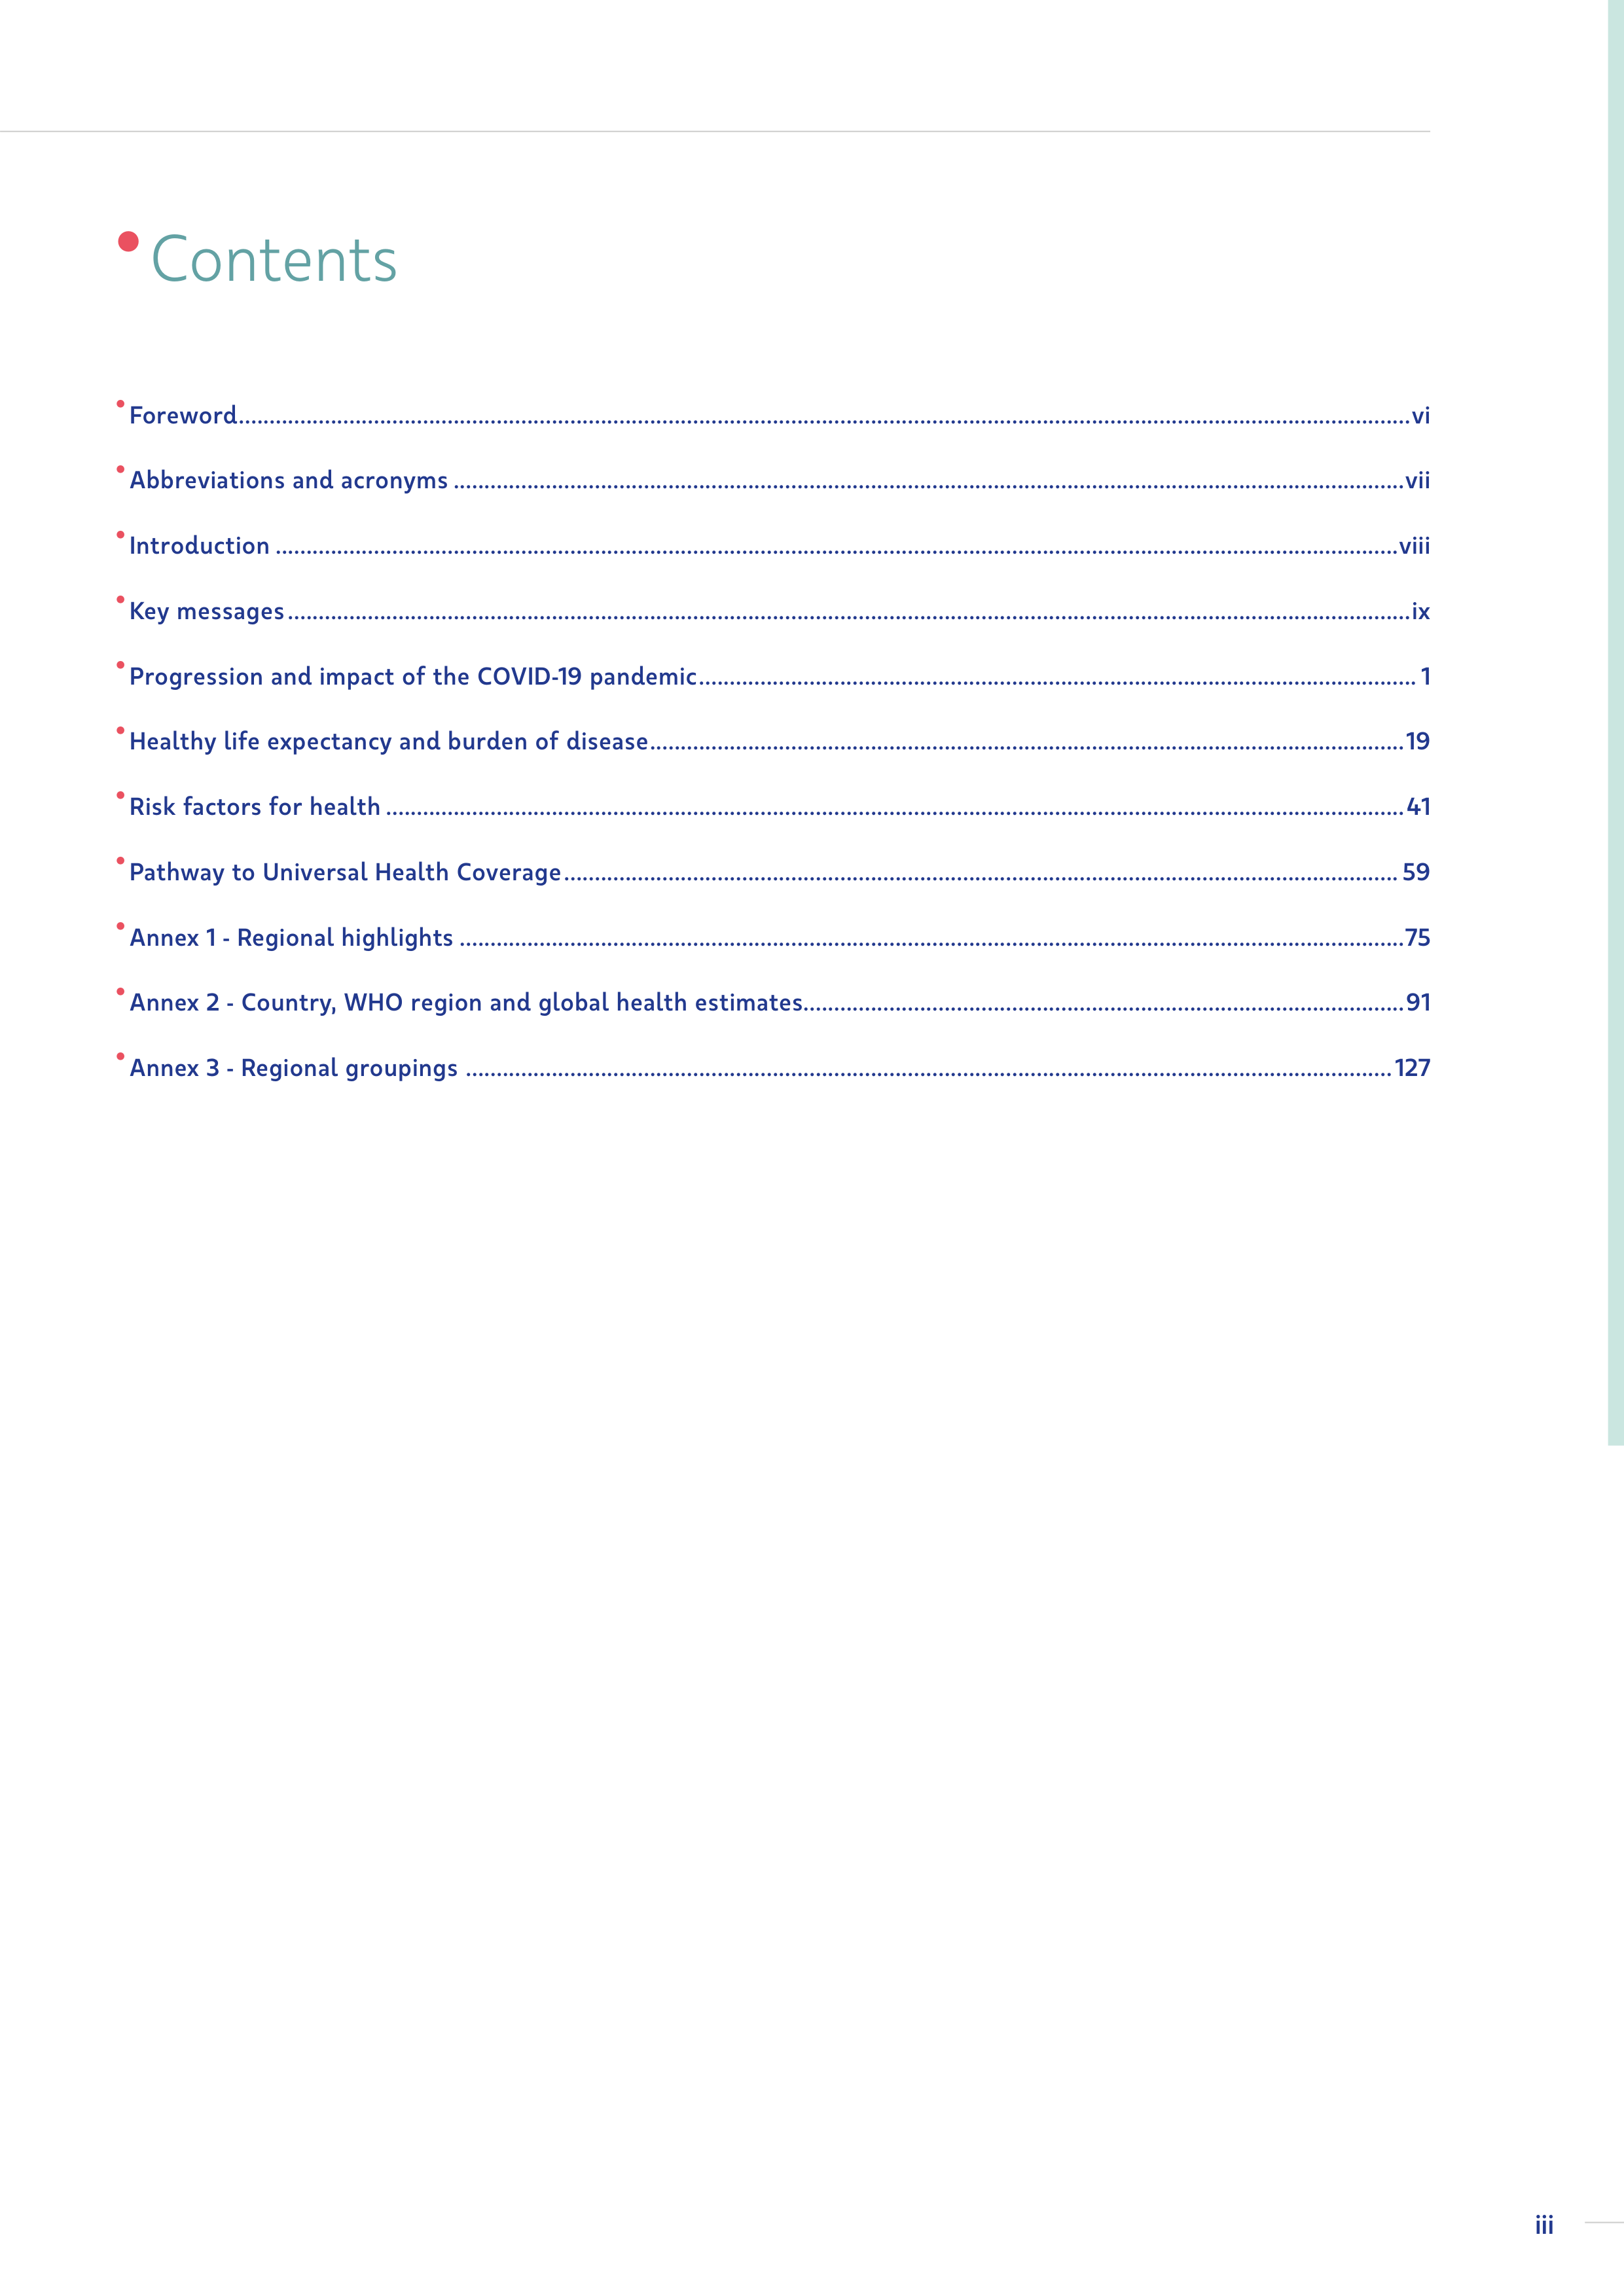 Contents
Foreword....................................................................................................vi
Abbreviations and acronyms ....................................................................................................vii
Introduction ....................................................................................................viii
Key messages....................................................................................................ix
Progression and impact of the COVID-19 pandemic.................................................................................................... 1
Healthy life expectancy and burden of disease....................................................................................................19
Risk factors for health ....................................................................................................41
Pathway to Universal Health Coverage.................................................................................................... 59
Annex 1 - Regional highlights ....................................................................................................75
Annex 2 - Country, WHO region and global health estimates....................................................................................................91
Annex 3 - Regional groupings ....................................................................................................127
iii